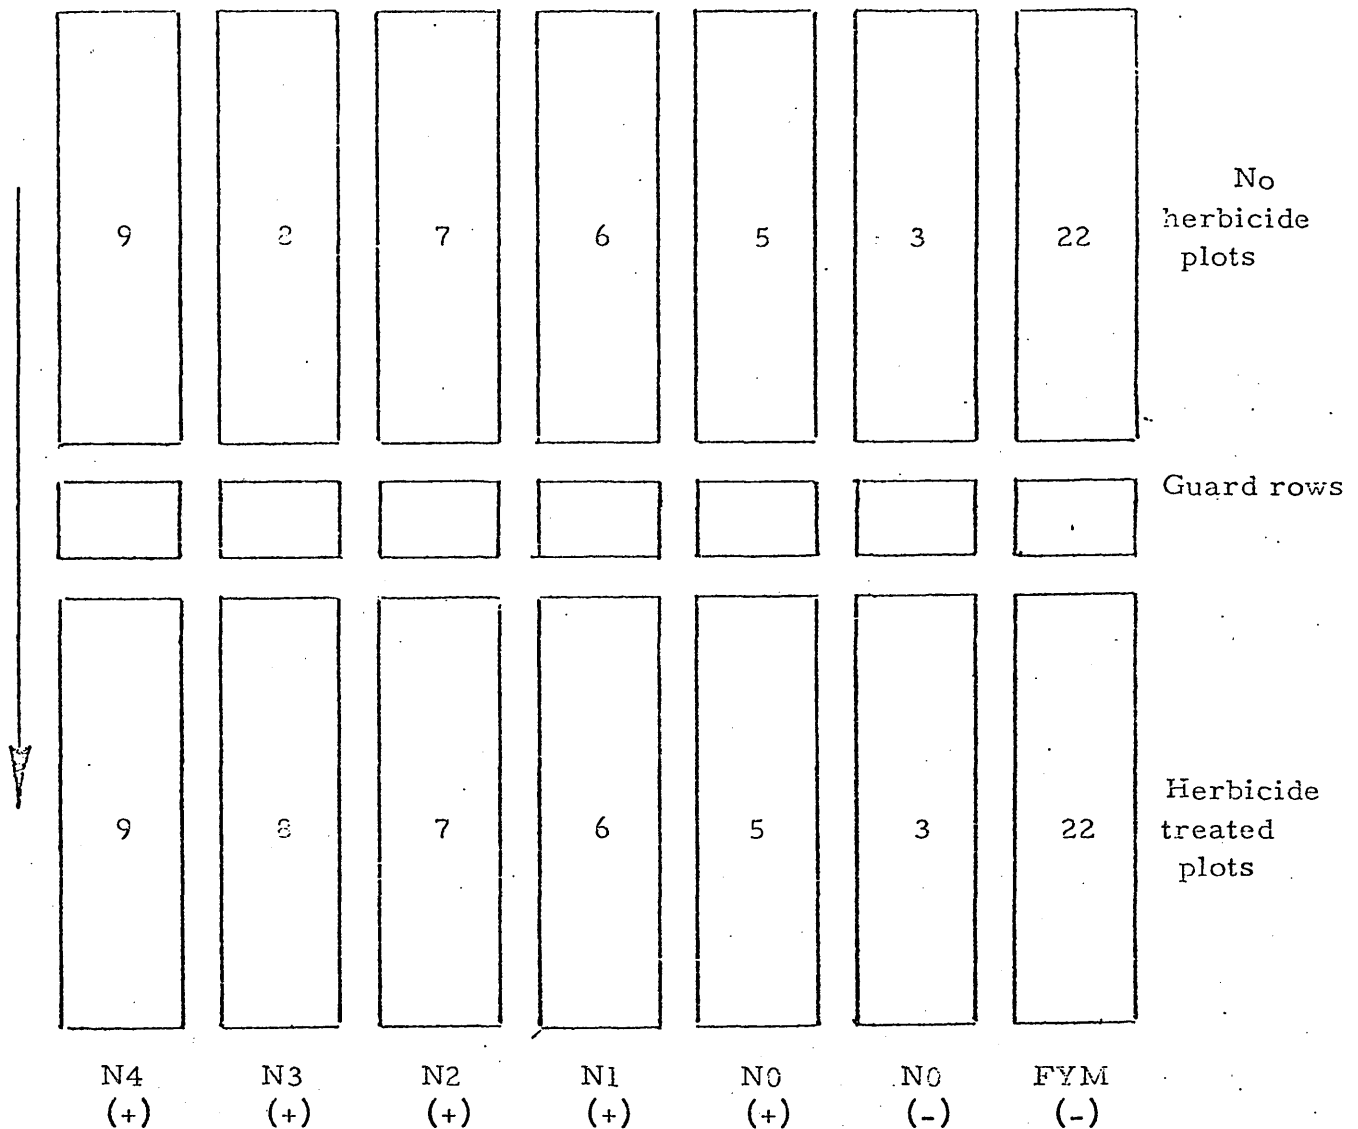 9 8 7 6 5 3 22
No
herbicide
plots
Guard rows
9 8 7 6 5 3 22
Herbicide
treated
plots
N4 N3 N2 N1 N0 N0 FYM
(+) (+) (+) (+) (+) (-) (-)